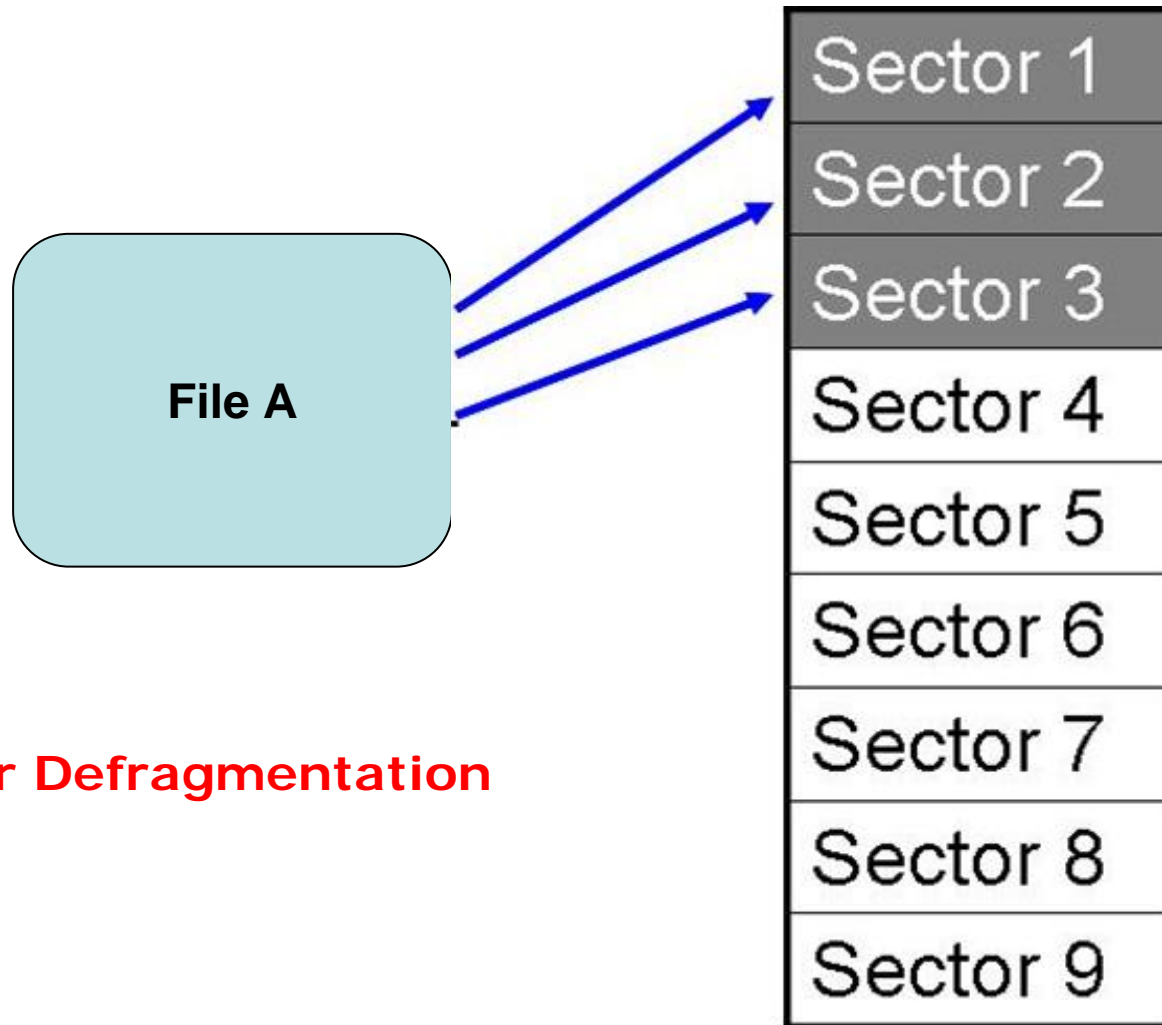 File A
r Defragmentation
Sector 1
Sector 2
Sector 3
Sector 4
Sector 5
Sector 6
Sector 7
Sector 8
Sector 9